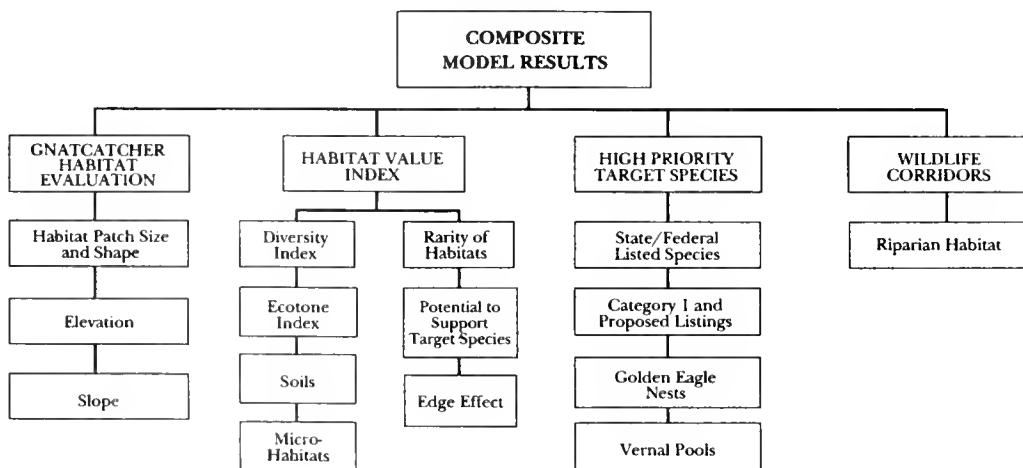 COMPOSITE
MODEL RESULTS
GNATCATCHER
HABITAT
EVALUATION
HABITAT VALUE
INDEX
HIGH PRIORITY
TARGET SPECIES
WILDLIFE
CORRIDORS
Habitat Patch Size
and Shape
Elevation
Slope
Diversity
Index
Ecotone
Index
Soils
Micro-
Habitats
Rarity of
Habitats
Potential to
Support
Target Species
Edge Effect
State/Federal
Listed Species
Category I and
Proposed Listings
Golden Eagle
Nests
Vernal Pools
Riparian Habitat